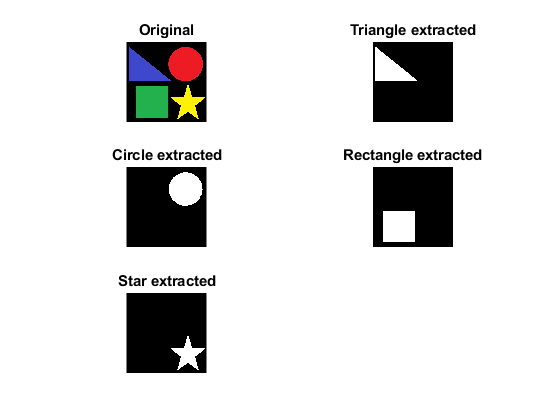 Original
Triangle extracted
Circle extracted
Rectangle extracted
Star extracted